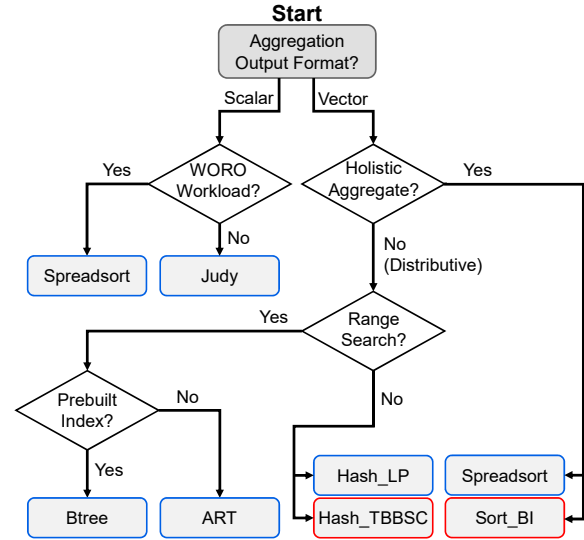 Start
Aggregation
Output Format?
Scalar
Vector
Yes
WORO
Workload?
Holistic
Aggregate?
Yes
No
No
(Distributive)
Spreadsort
Judy
Yes
Range
Search?
Prebuilt
Index?
No
No
Yes
Hash_LP
Spreadsort
Btree
ART
Hash_TBBSC
Sort_BI